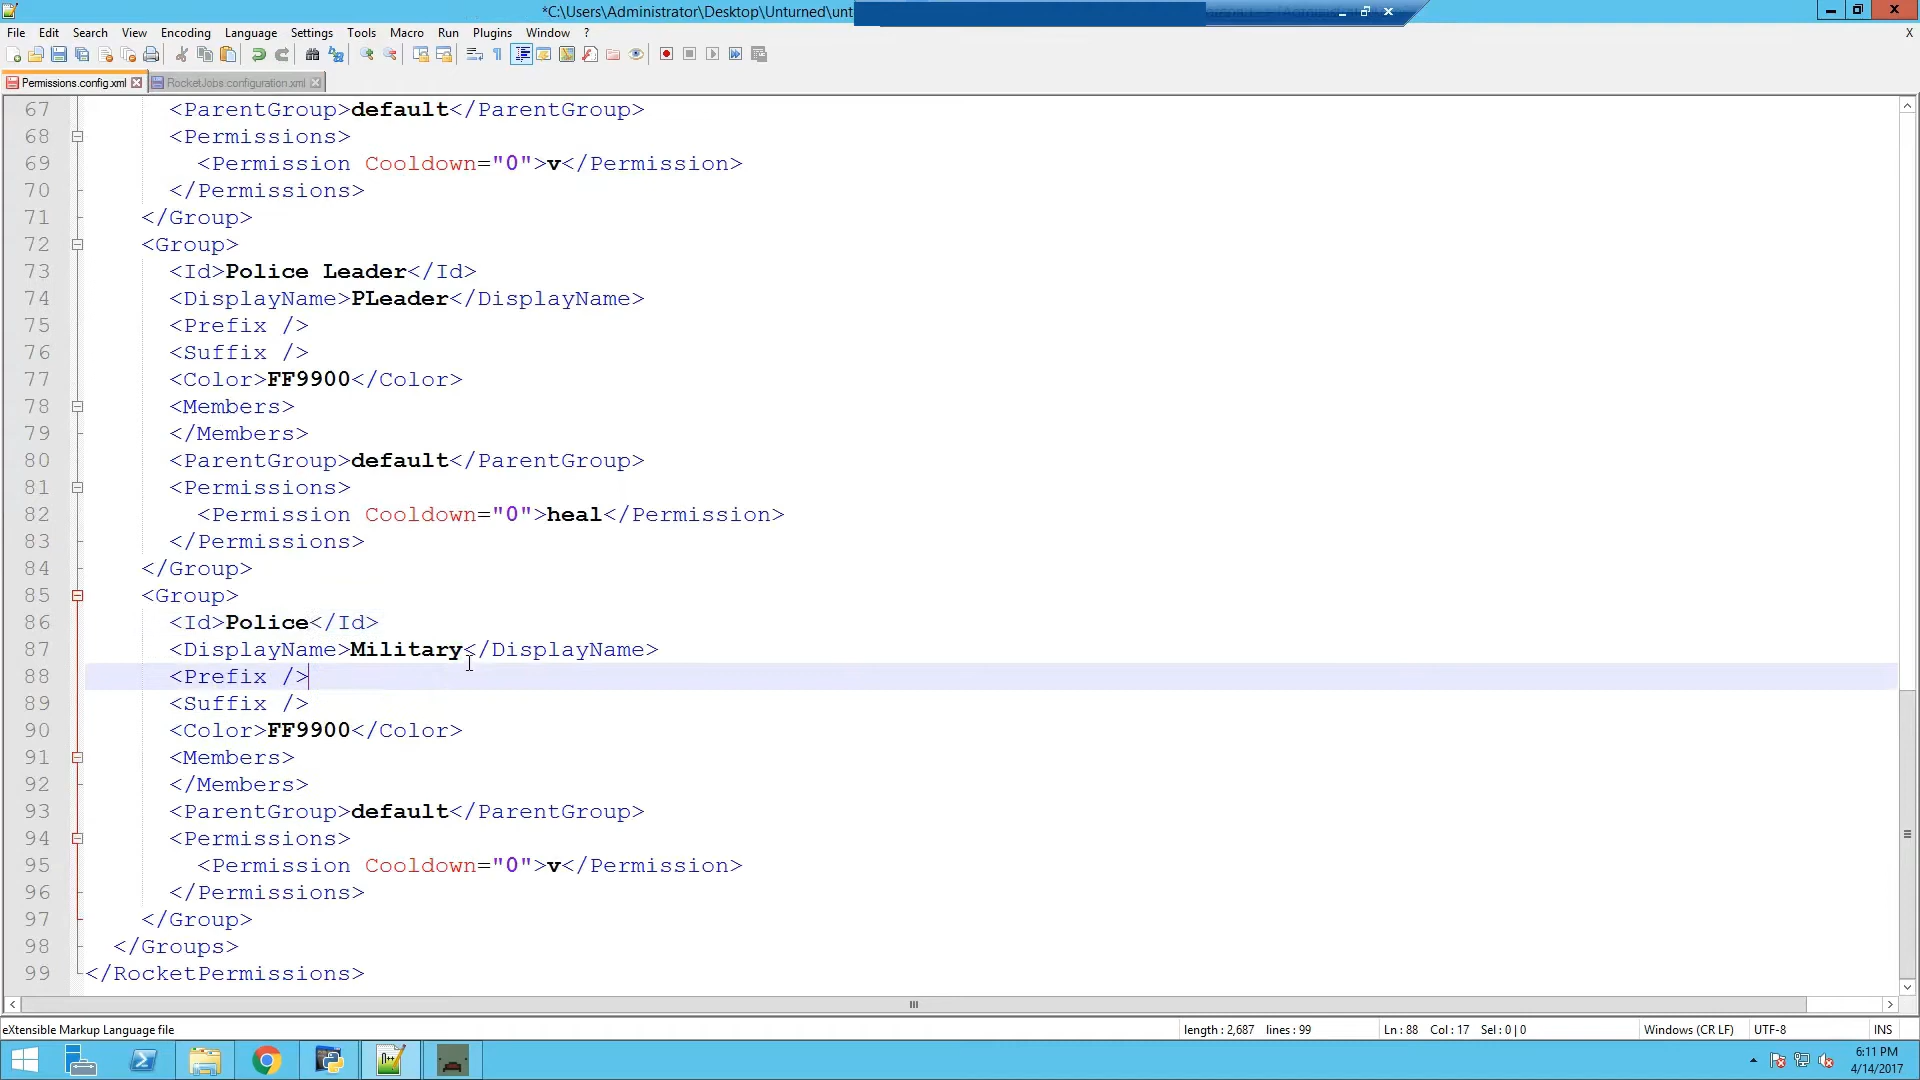 *C:\Users\Administrator\Desktop\Unturned\unt
File Edit Search View Encoding Language Settings Tools Macro Run Plugins Window ? X
Permissions.config.xml RocketJobs.configuration.xml
67 <ParentGroup>default</ParentGroup>
68 <Permissions>
69 <Permission Cooldown="0">v</Permission>
70 </Permissions>
71 </Group>
72 <Group>
73 <Id>Police Leader</Id>
74 <DisplayName>PLeader</DisplayName>
75 <Prefix />
76 <Suffix />
77 <Color>FF9900</Color>
78 <Members>
79 </Members>
80 <ParentGroup>default</ParentGroup>
81 <Permissions>
82 <Permission Cooldown="0">heal</Permission>
83 </Permissions>
84 </Group>
85 <Group>
86 <Id>Police</Id>
87 <DisplayName>Military</DisplayName>
88 <Prefix />
89 <Suffix />
90 <Color>FF9900</Color>
91 <Members>
92 </Members>
93 <ParentGroup>default</ParentGroup>
94 <Permissions>
95 <Permission Cooldown="0">v</Permission>
96 </Permissions>
97 </Group>
98 </Groups>
99 </RocketPermissions>
eXtensible Markup Language file length : 2,687 lines : 99 Ln : 88 Col : 17 Sel : 0 | 0 Windows (CR LF) UTF-8 INS
6:11 PM
4/14/2017